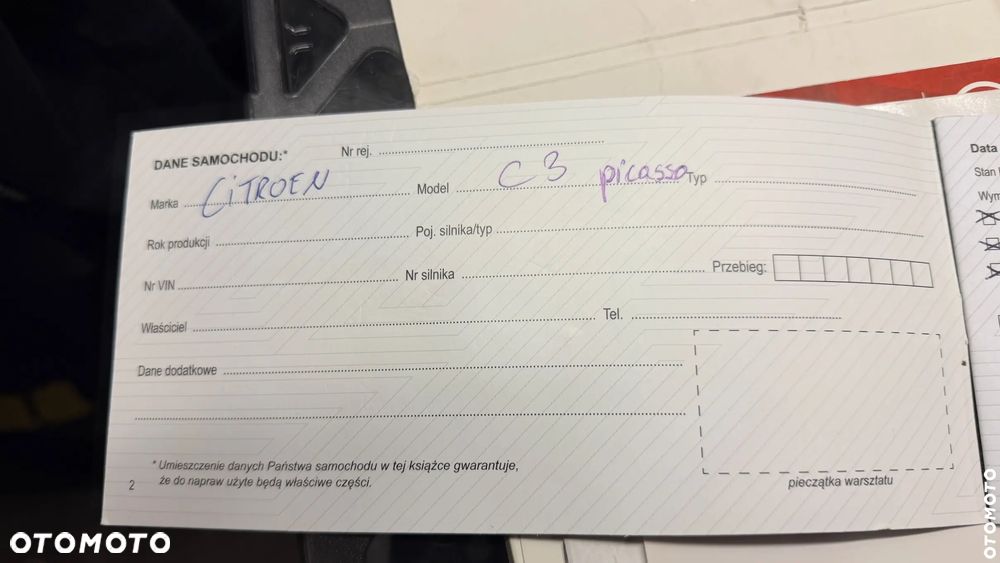 DANE SAMOCHODU:* Nr rej.
Marka CiTROEN Model C3 picasso Typ
Rok produkcji Poj. silnika/typ
Nr VIN Nr silnika Przebieg:
Właściciel Tel.
Dane dodatkowe
* Umieszczenie danych Państwa samochodu w tej książce gwarantuje,
że do napraw użyte będą właściwe części.
2
pieczątka warsztatu
Data
Stan
OTOMOTO
OTOMOTO